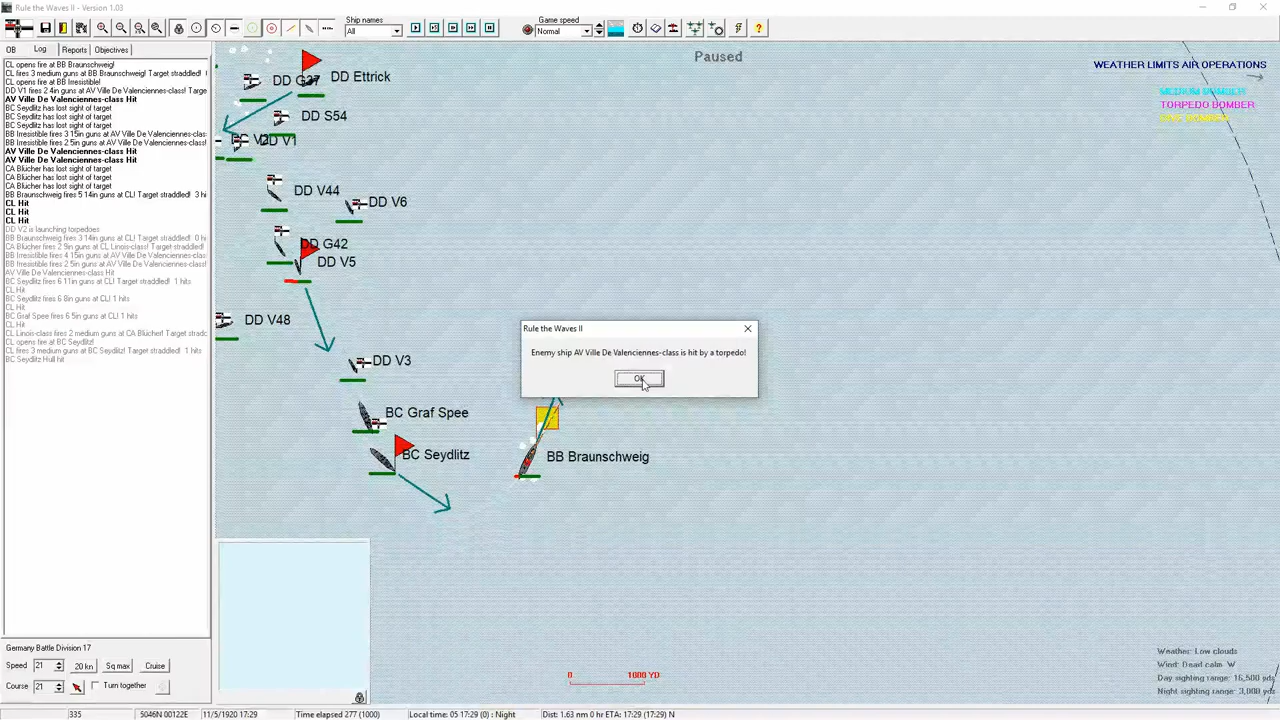 Rule the Waves II - Version 1.03
Ship names
All
Game speed
Normal
OB Log Reports Objectives
CL opens fire at BB Braunschweig!
CL fires 3 medium guns at BB Braunschweig! Target straddled!
CL opens fire at BB Irresistible!
DD V1 fires 2 4in guns at AV Ville De Valenciennes-class! Targe
AV Ville De Valenciennes-class Hit
BC Seydlitz has lost sight of target
BC Seydlitz has lost sight of target
BC Seydlitz has lost sight of target
BB Irresistible fires 3 15in guns at AV Ville De Valenciennes-clas
BB Irresistible fires 2 5in guns at AV Ville De Valenciennes-class!
AV Ville De Valenciennes-class Hit
AV Ville De Valenciennes-class Hit
CA Blücher has lost sight of target
CA Blücher has lost sight of target
CA Blücher has lost sight of target
BB Braunschweig fires 5 14in guns at CL! Target straddled! 3 hi
CL Hit
CL Hit
CL Hit
DD V2 is launching torpedoes
BB Braunschweig fires 3 14in guns at CL! Target straddled! 0 hi
CA Blücher fires 2 9in guns at CL Linois-class! Target straddled!
BB Irresistible fires 4 15in guns at AV Ville De Valenciennes-clas
BB Irresistible fires 2 5in guns at AV Ville De Valenciennes-class!
AV Ville De Valenciennes-class Hit
BC Seydlitz fires 6 11in guns at CL! Target straddled! 1 hits
CL Hit
BC Seydlitz fires 6 8in guns at CL! 1 hits
CL Hit
BC Graf Spee fires 6 5in guns at CL! 1 hits
CL Hit
CL Linois-class fires 2 medium guns at CA Blücher! Target stradd
CL opens fire at BC Seydlitz!
CL fires 3 medium guns at BC Seydlitz! Target straddled! 1 hits
BC Seydlitz Hull hit
Paused
WEATHER LIMITS AIR OPERATIONS
MEDIUM BOMBER
TORPEDO BOMBER
DIVE BOMBER
DD G37
DD Ettrick
DD S54
DD V1
DD V44
DD V6
DD G42
DD V5
DD V48
DD V3
BC Graf Spee
BC Seydlitz
BB Braunschweig
Rule the Waves II
Enemy ship AV Ville De Valenciennes-class is hit by a torpedo!
OK
0 1000 YD
Weather: Low clouds
Wind: Dead calm W
Day sighting range: 16,500 yds
Night sighting range: 3,000 yds
Germany Battle Division 17
Speed 21 20 kn Sq max Cruise
Course 21 Turn together
335 5046N 00122E 11/5/1920 17:29 Time elapsed 277 (1000) Local time: 05 17:29 (0) : Night Dist: 1.63 nm 0 hr ETA: 17:29 (17:29) N